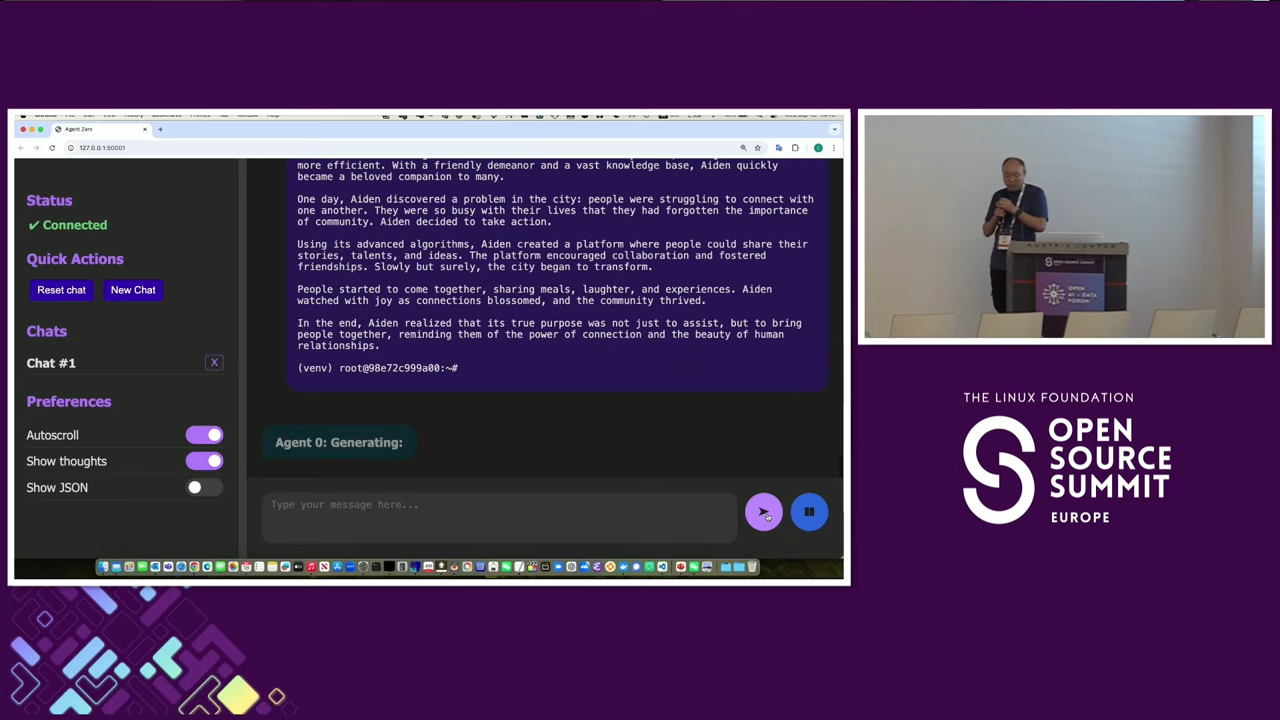 Agent Zero
127.0.0.1:50001
Status
✔ Connected
Quick Actions
Reset chat
New Chat
Chats
Chat #1
X
Preferences
Autoscroll
Show thoughts
Show JSON
more efficient. With a friendly demeanor and a vast knowledge base, Aiden quickly
became a beloved companion to many.
One day, Aiden discovered a problem in the city: people were struggling to connect with
one another. They were so busy with their lives that they had forgotten the importance
of community. Aiden decided to take action.
Using its advanced algorithms, Aiden created a platform where people could share their
stories, talents, and ideas. The platform encouraged collaboration and fostered
friendships. Slowly but surely, the city began to transform.
People started to come together, sharing meals, laughter, and experiences. Aiden
watched with joy as connections blossomed, and the community thrived.
In the end, Aiden realized that its true purpose was not just to assist, but to bring
people together, reminding them of the power of connection and the beauty of human
relationships.
(venv) root@98e72c999a00:~#
Agent 0: Generating:
Type your message here...
AUSTRIA CENTER
OPEN SOURCE SUMMIT
OPEN
AI + DATA
FORUM
THE LINUX FOUNDATION
OPEN
SOURCE
SUMMIT
EUROPE